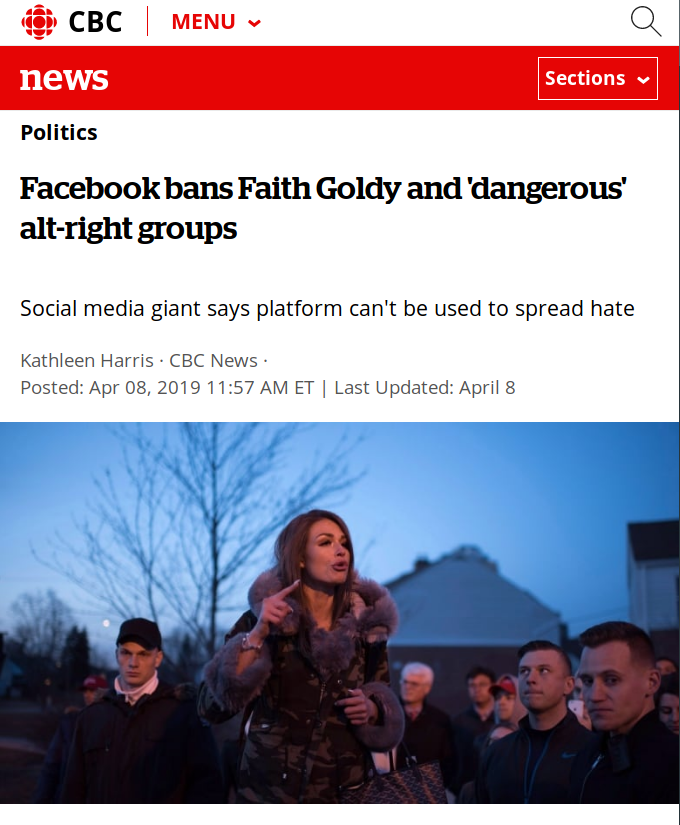 CBC MENU
news Sections
Politics
Facebook bans Faith Goldy and 'dangerous'
alt-right groups
Social media giant says platform can't be used to spread hate
Kathleen Harris · CBC News ·
Posted: Apr 08, 2019 11:57 AM ET | Last Updated: April 8